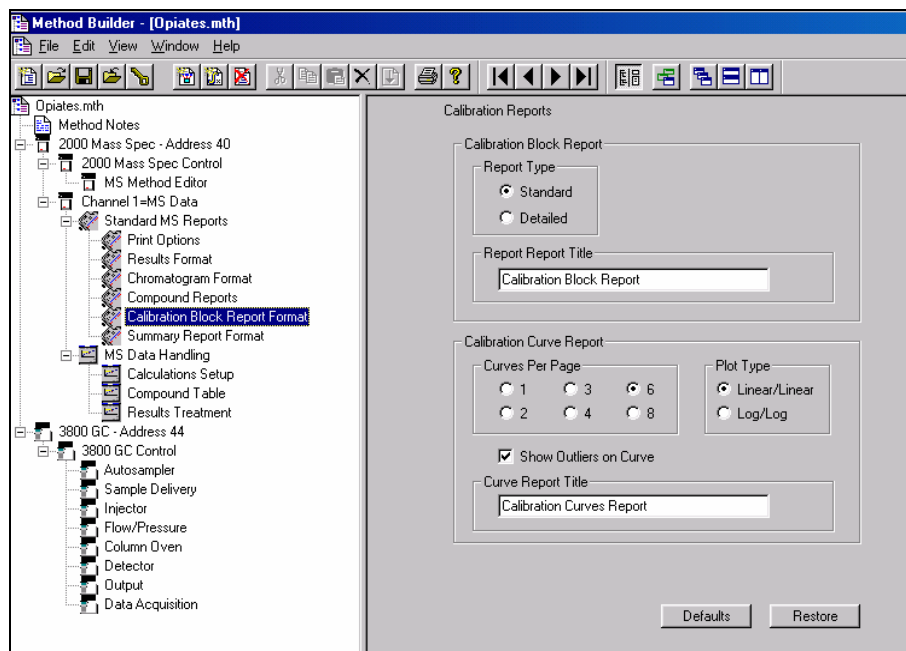 Method Builder - [Opiates.mth]
File Edit View Window Help
Opiates.mth
Method Notes
2000 Mass Spec - Address 40
2000 Mass Spec Control
MS Method Editor
Channel 1=MS Data
Standard MS Reports
Print Options
Results Format
Chromatogram Format
Compound Reports
Calibration Block Report Format
Summary Report Format
MS Data Handling
Calculations Setup
Compound Table
Results Treatment
3800 GC - Address 44
3800 GC Control
Autosampler
Sample Delivery
Injector
Flow/Pressure
Column Oven
Detector
Output
Data Acquisition
Calibration Reports
Calibration Block Report
Report Type
Standard
Detailed
Report Report Title
Calibration Block Report
Calibration Curve Report
Curves Per Page
1 3 6
2 4 8
Plot Type
Linear/Linear
Log/Log
Show Outliers on Curve
Curve Report Title
Calibration Curves Report
Defaults Restore